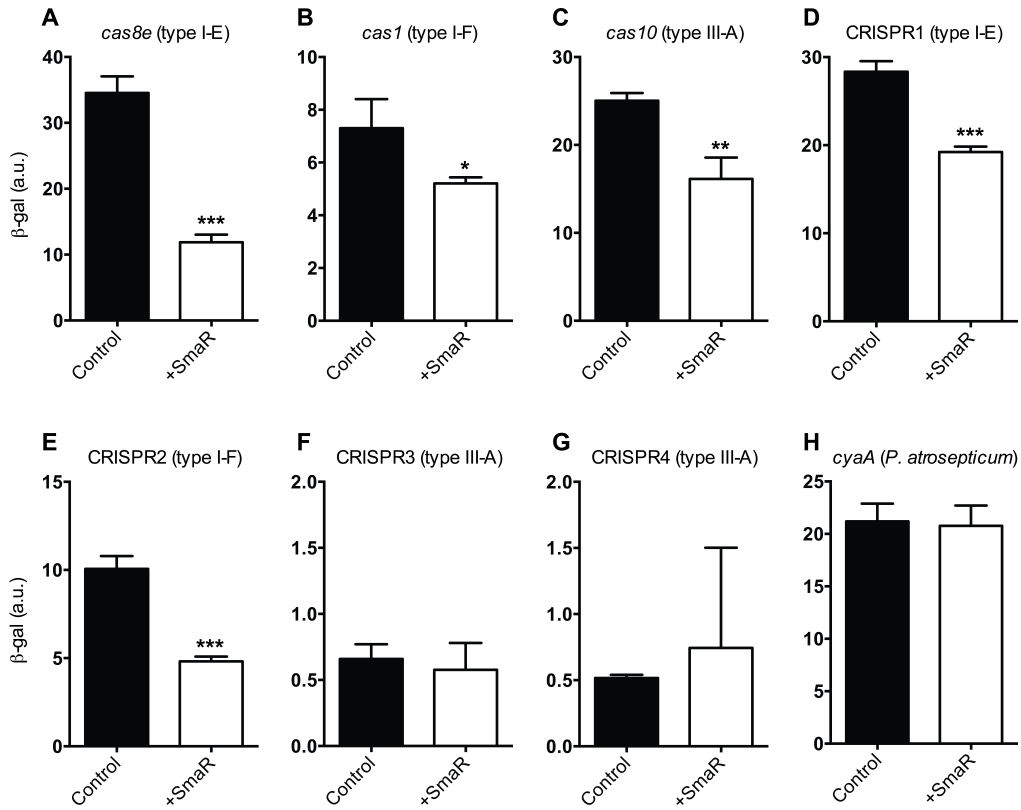 A
cas8e (type I-E)
β-gal (a.u.)
40
30
20
10
0
***
Control
+SmaR
B
cas1 (type I-F)
10
8
6
4
2
0
*
Control
+SmaR
C
cas10 (type III-A)
30
20
10
0
**
Control
+SmaR
D
CRISPR1 (type I-E)
30
20
10
0
***
Control
+SmaR
E
CRISPR2 (type I-F)
β-gal (a.u.)
15
10
5
0
***
Control
+SmaR
F
CRISPR3 (type III-A)
2.0
1.5
1.0
0.5
0.0
Control
+SmaR
G
CRISPR4 (type III-A)
2.0
1.5
1.0
0.5
0.0
Control
+SmaR
H
cyaA (P. atrosepticum)
25
20
15
10
5
0
Control
+SmaR